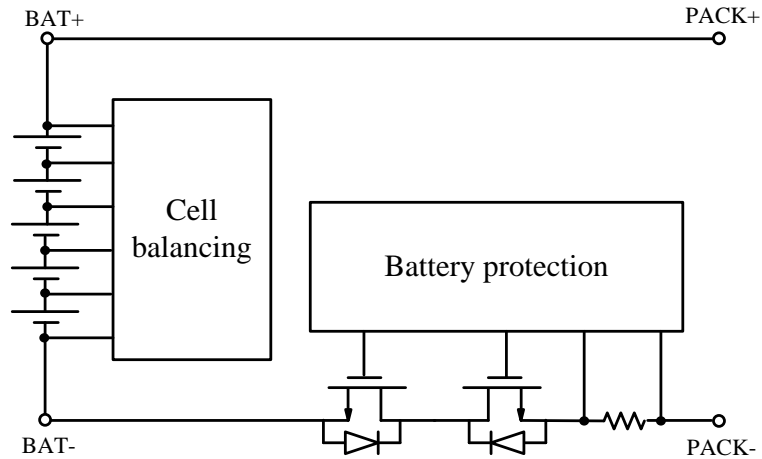 BAT+
PACK+
Cell
balancing
Battery protection
BAT-
PACK-